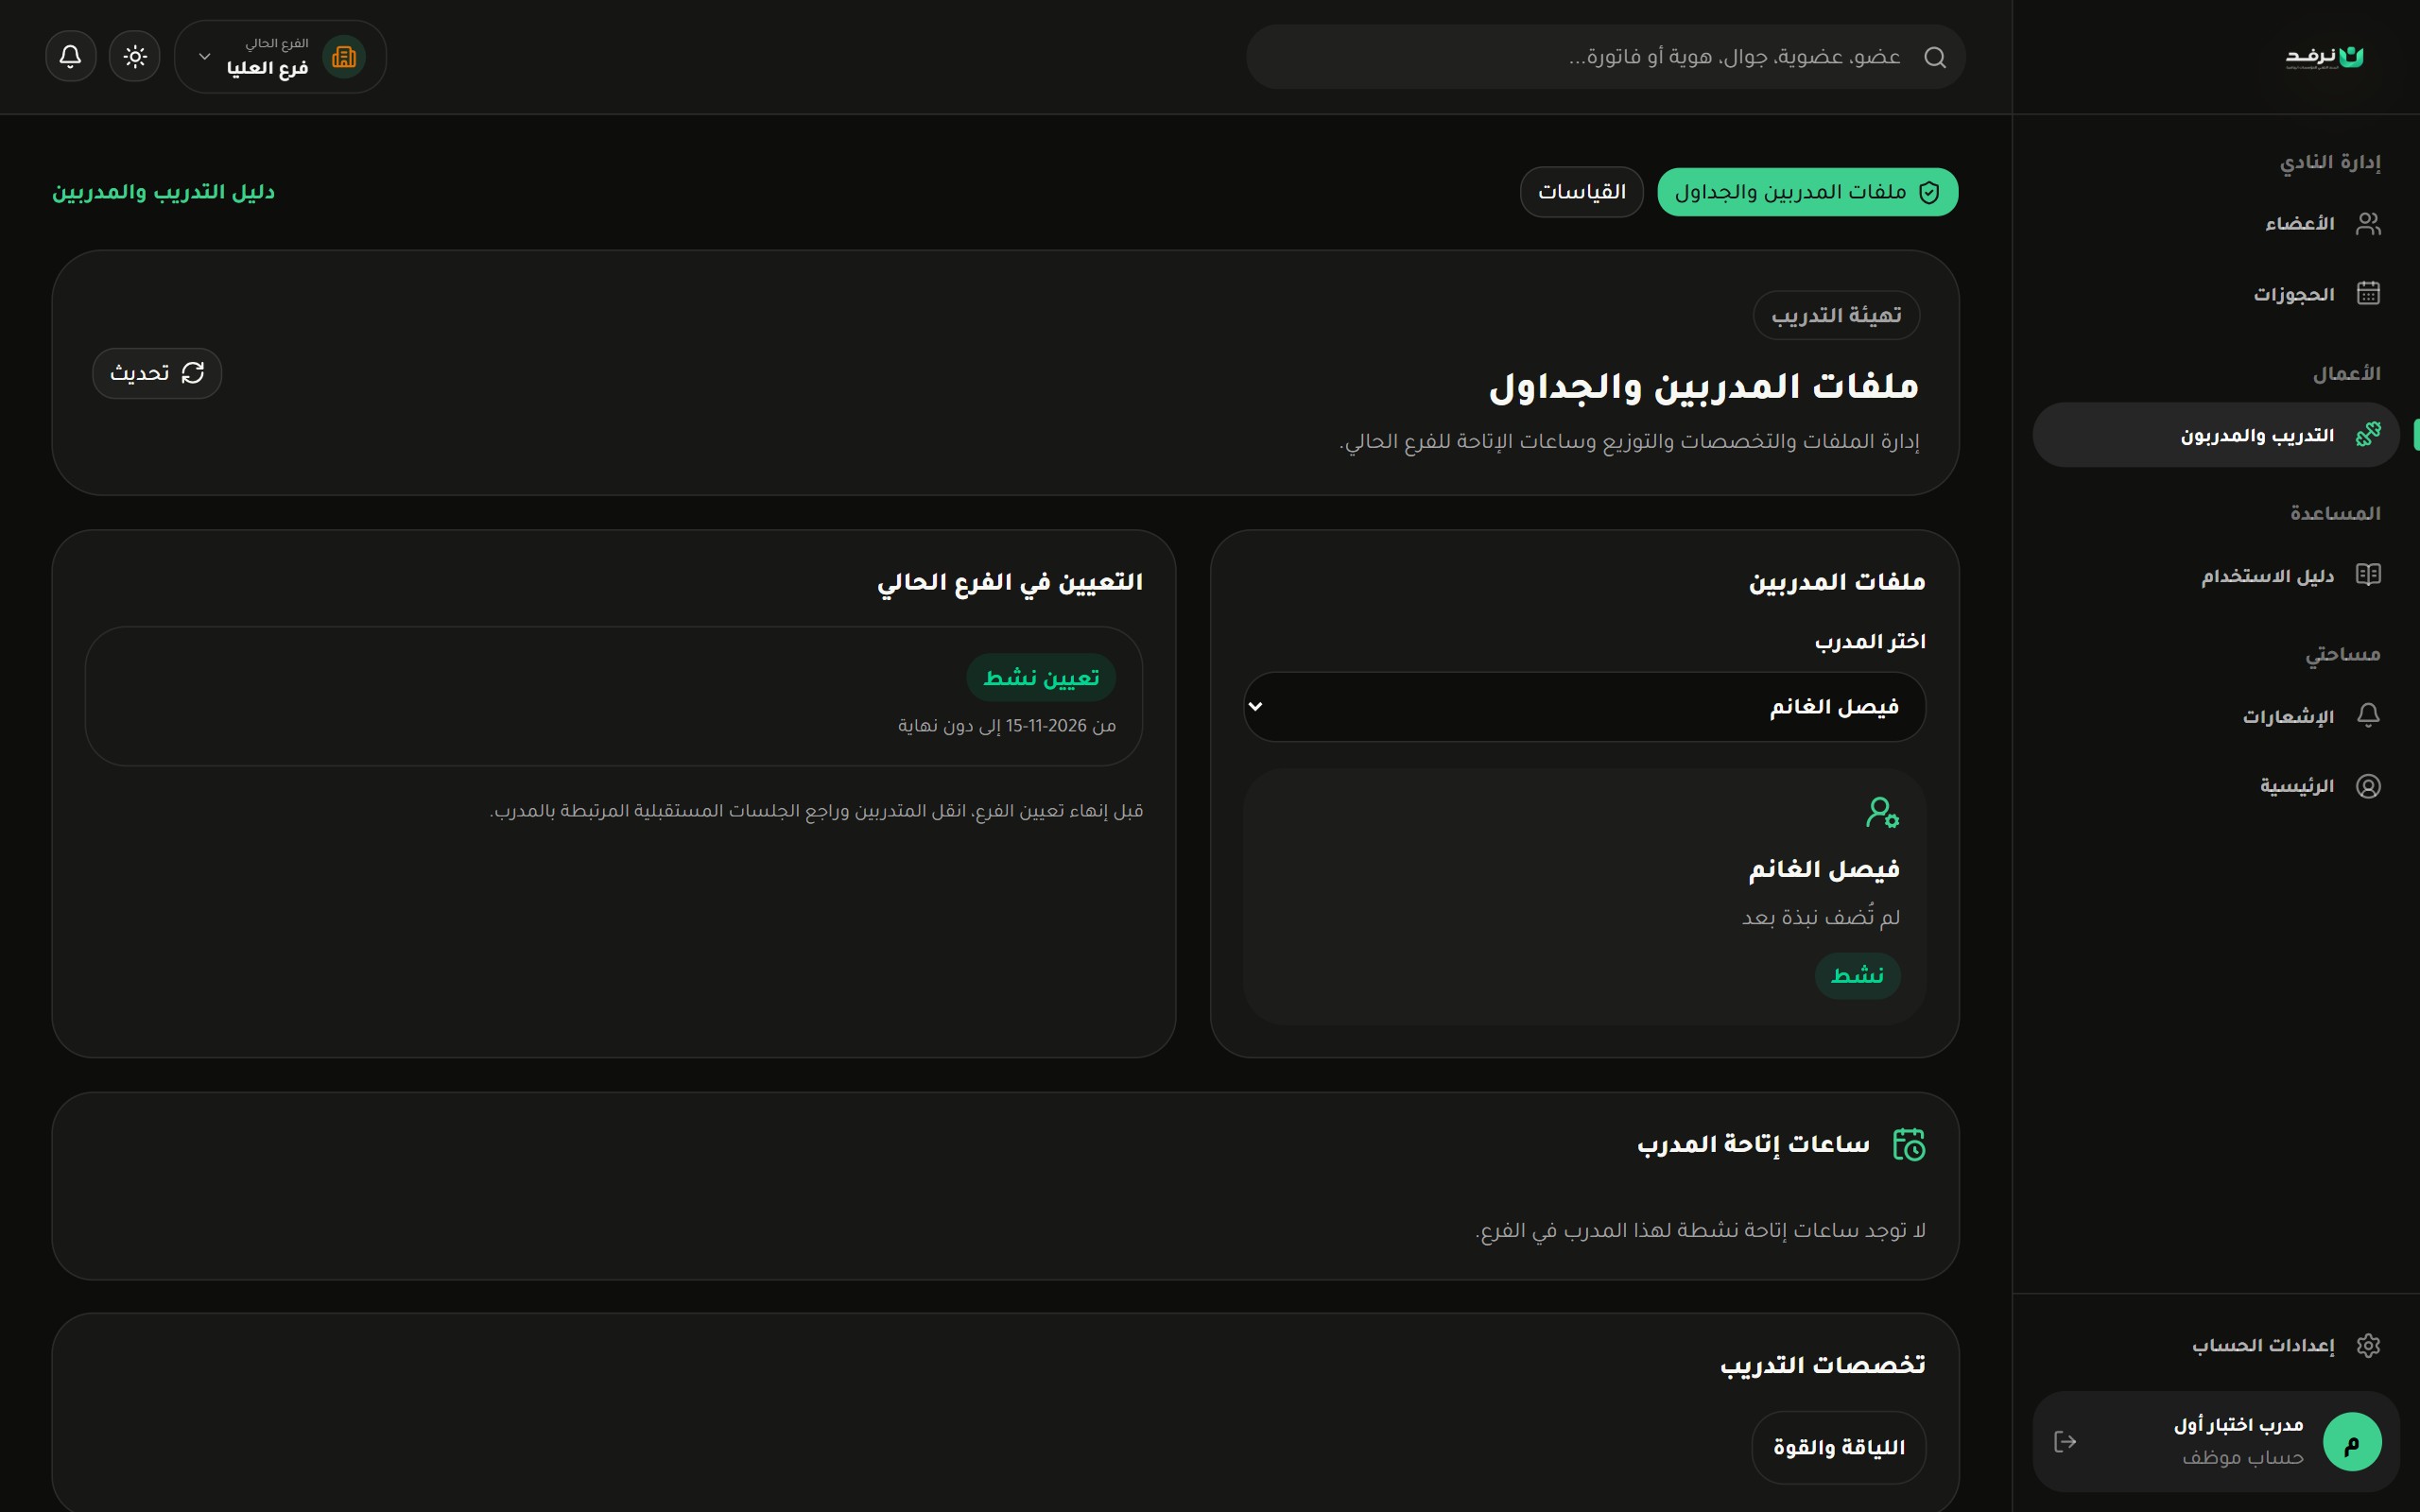 نرفـد
عضو، عضوية، جوال، هوية أو فاتورة...
الفرع الحالي
فرع العليا
إدارة النادي
الأعضاء
الحجوزات
الأعمال
التدريب والمدربون
المساعدة
دليل الاستخدام
مساحتي
الإشعارات
الرئيسية
إعدادات الحساب
م
مدرب اختبار أول
حساب موظف
ملفات المدربين والجداول
القياسات
دليل التدريب والمدربين
تهيئة التدريب
ملفات المدربين والجداول
إدارة الملفات والتخصصات والتوزيع وساعات الإتاحة للفرع الحالي.
تحديث
ملفات المدربين
اختر المدرب
فيصل الغانم
فيصل الغانم
لم تُضف نبذة بعد
نشط
التعيين في الفرع الحالي
تعيين نشط
من 2026-11-15 إلى دون نهاية
قبل إنهاء تعيين الفرع، انقل المتدربين وراجع الجلسات المستقبلية المرتبطة بالمدرب.
ساعات إتاحة المدرب
لا توجد ساعات إتاحة نشطة لهذا المدرب في الفرع.
تخصصات التدريب
اللياقة والقوة